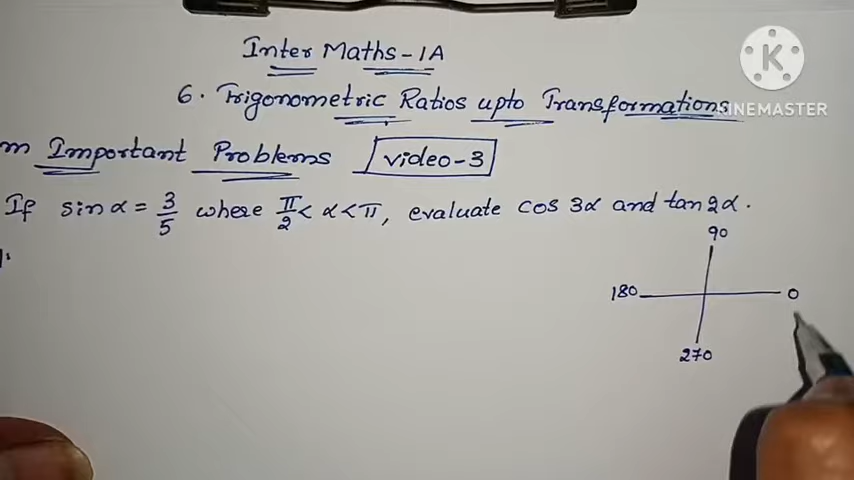 Inter Maths-1A
6. Trigonometric Ratios upto Transformations
m Important Problems video-3
If sin α = 3/5 where π/2 < α < π, evaluate cos 3α and tan 2α.
90
180 0
270
K
KINEMASTER